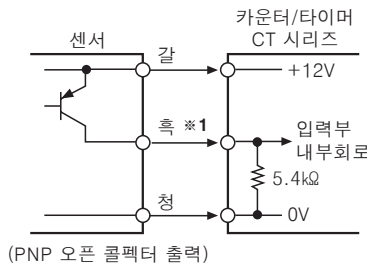 센서
카운터/타이머
CT 시리즈
갈
+12V
흑 ※1
입력부
내부회로
5.4kΩ
청
0V
(PNP 오픈 콜렉터 출력)